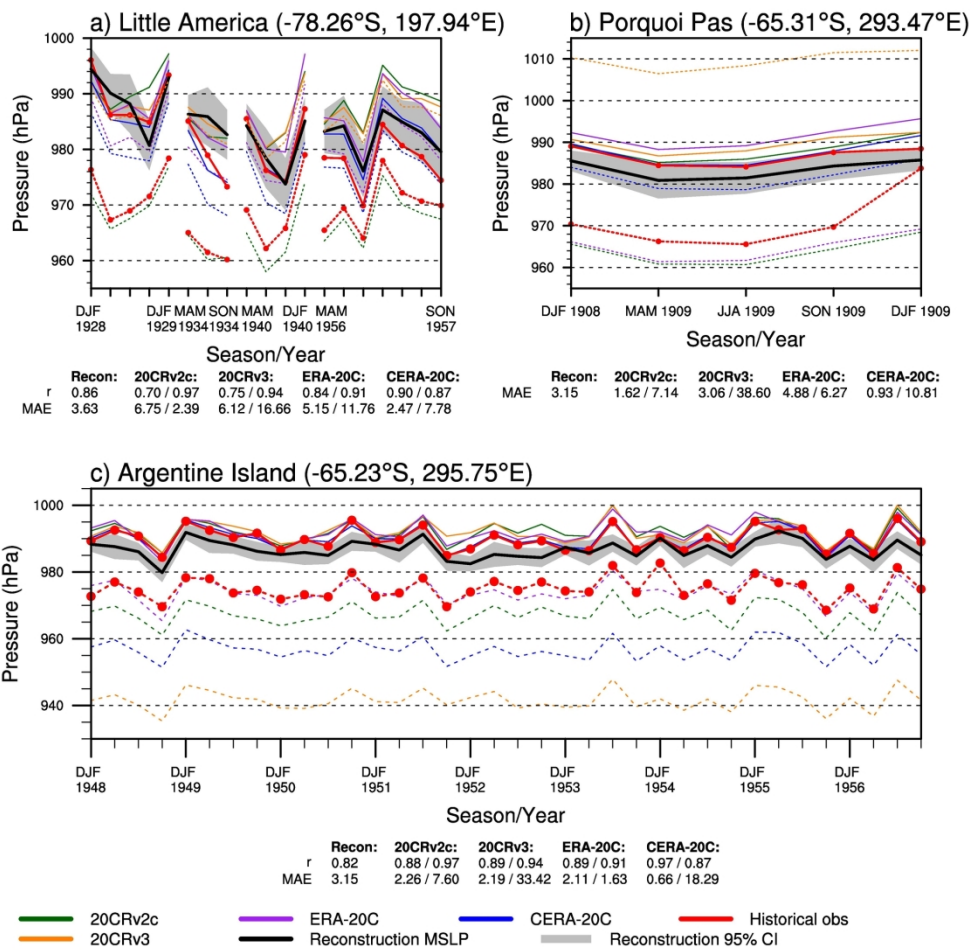 a) Little America (-78.26°S, 197.94°E)
Pressure (hPa)
1000
990
980
970
960
DJF 1928
DJF 1929
MAM 1934
SON 1934
MAM 1940
DJF 1940
MAM 1956
SON 1957
Season/Year
Recon: 20CRv2c: 20CRv3: ERA-20C: CERA-20C:
r 0.86 0.70 / 0.97 0.75 / 0.94 0.84 / 0.91 0.90 / 0.87
MAE 3.63 6.75 / 2.39 6.12 / 16.66 5.15 / 11.76 2.47 / 7.78
b) Porquoi Pas (-65.31°S, 293.47°E)
Pressure (hPa)
1010
1000
990
980
970
960
DJF 1908 MAM 1909 JJA 1909 SON 1909 DJF 1909
Season/Year
Recon: 20CRv2c: 20CRv3: ERA-20C: CERA-20C:
MAE 3.15 1.62 / 7.14 3.06 / 38.60 4.88 / 6.27 0.93 / 10.81
c) Argentine Island (-65.23°S, 295.75°E)
Pressure (hPa)
1000
980
960
940
DJF DJF DJF DJF DJF DJF DJF DJF DJF
1948 1949 1950 1951 1952 1953 1954 1955 1956
Season/Year
Recon: 20CRv2c: 20CRv3: ERA-20C: CERA-20C:
r 0.82 0.88 / 0.97 0.89 / 0.94 0.89 / 0.91 0.97 / 0.87
MAE 3.15 2.26 / 7.60 2.19 / 33.42 2.11 / 1.63 0.66 / 18.29
20CRv2c ERA-20C CERA-20C Historical obs
20CRv3 Reconstruction MSLP Reconstruction 95% CI